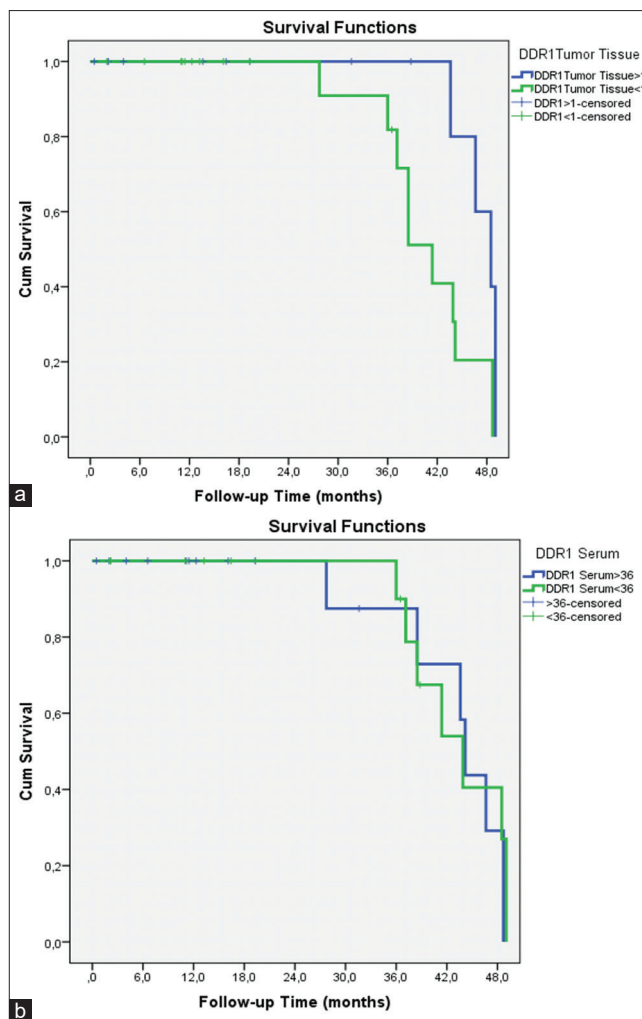 Survival Functions
DDR1Tumor Tissue
DDR1Tumor Tissue>1
DDR1Tumor Tissue<1
DDR1>1-censored
DDR1<1-censored
1,0
0,8
0,6
0,4
0,2
0,0
Cum Survival
,0 6,0 12,0 18,0 24,0 30,0 36,0 42,0 48,0
Follow-up Time (months)
a
Survival Functions
DDR1 Serum
DDR1 Serum>36
DDR1 Serum<36
>36-censored
<36-censored
1,0
0,8
0,6
0,4
0,2
0,0
Cum Survival
,0 6,0 12,0 18,0 24,0 30,0 36,0 42,0 48,0
Follow-up Time (months)
b